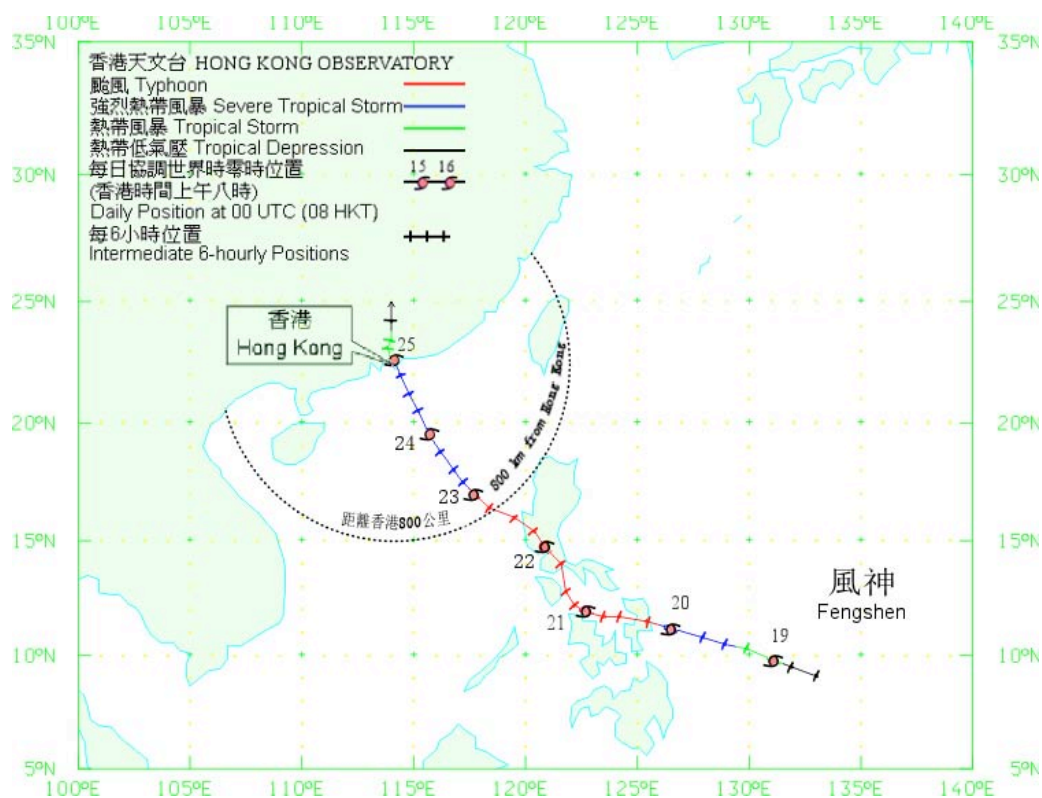 100ºE 105ºE 110ºE 115ºE 120ºE 125ºE 130ºE 135ºE 140ºE
35ºN 35ºN
香港天文台 HONG KONG OBSERVATORY
颱風 Typhoon
強烈熱帶風暴 Severe Tropical Storm
熱帶風暴 Tropical Storm
熱帶低氣壓 Tropical Depression
每日協調世界時零時位置 15 16
(香港時間上午八時)
Daily Position at 00 UTC (08 HKT)
每6小時位置
Intermediate 6-hourly Positions
30ºN 30ºN
25ºN 25ºN
香港
Hong Kong
25
800 km from Hong Kong
20ºN 20ºN
24
23
距離香港800公里
15ºN 15ºN
22
風神
Fengshen
21
20
19
10ºN 10ºN
5ºN 5ºN
100ºE 105ºE 110ºE 115ºE 120ºE 125ºE 130ºE 135ºE 140ºE